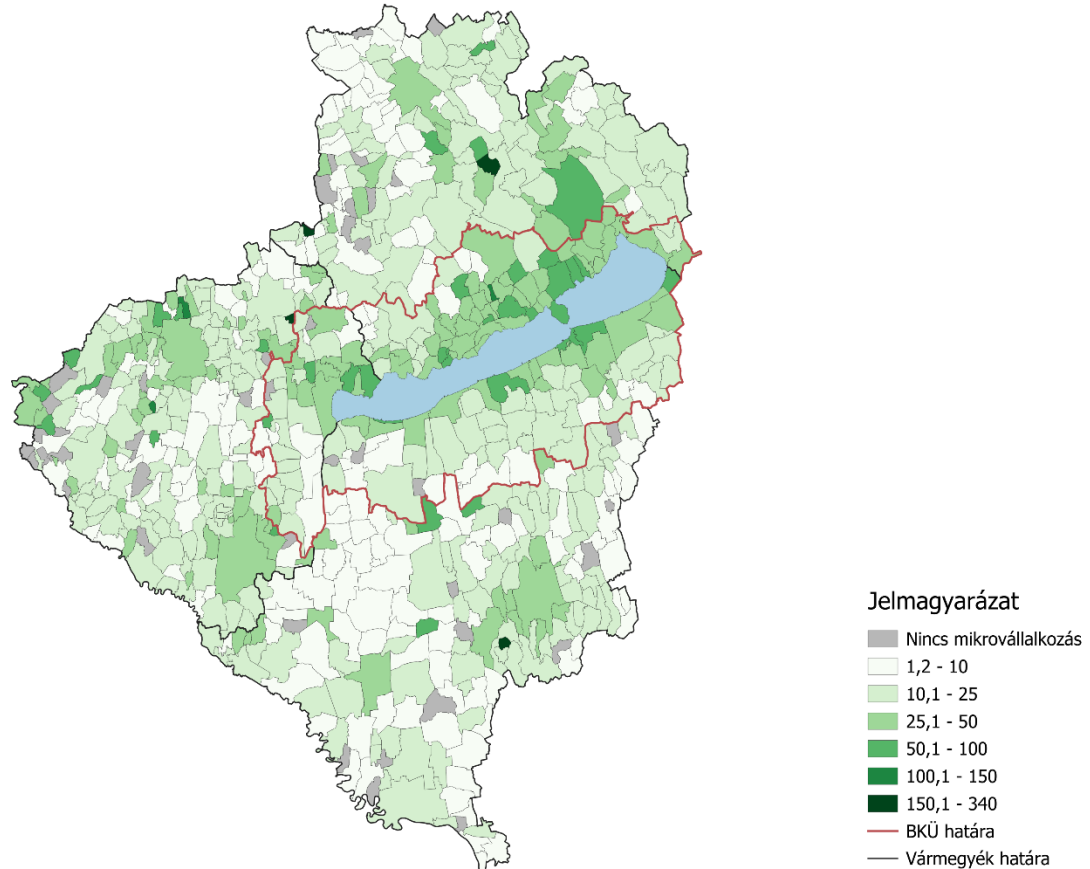 Jelmagyarázat
Nincs mikrovállalkozás
1,2 - 10
10,1 - 25
25,1 - 50
50,1 - 100
100,1 - 150
150,1 - 340
BKÜ határa
Vármegyék határa